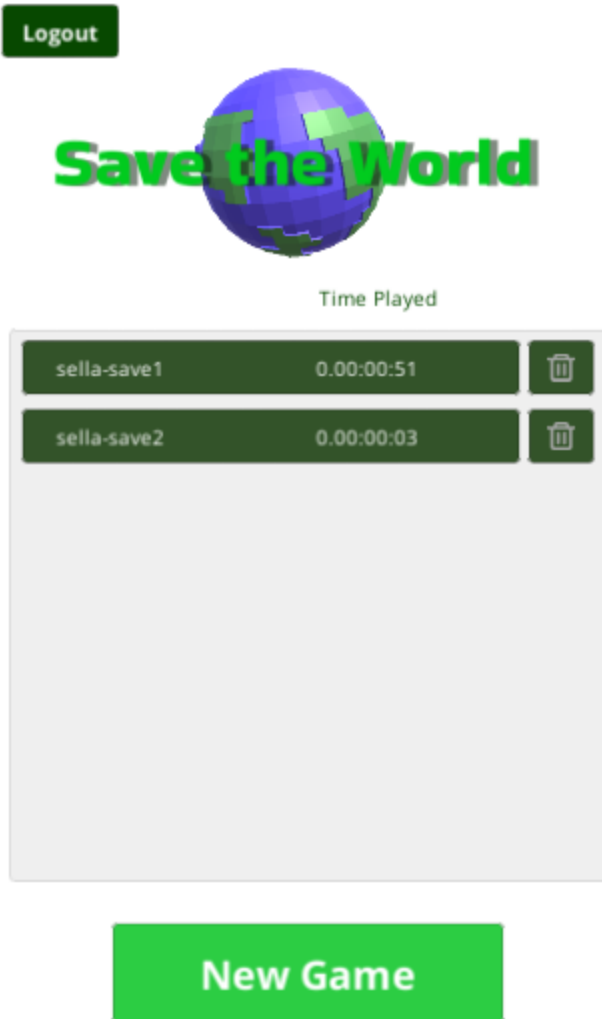 Logout
Save the World
Time Played
sella-save1 0.00:00:51
sella-save2 0.00:00:03
New Game